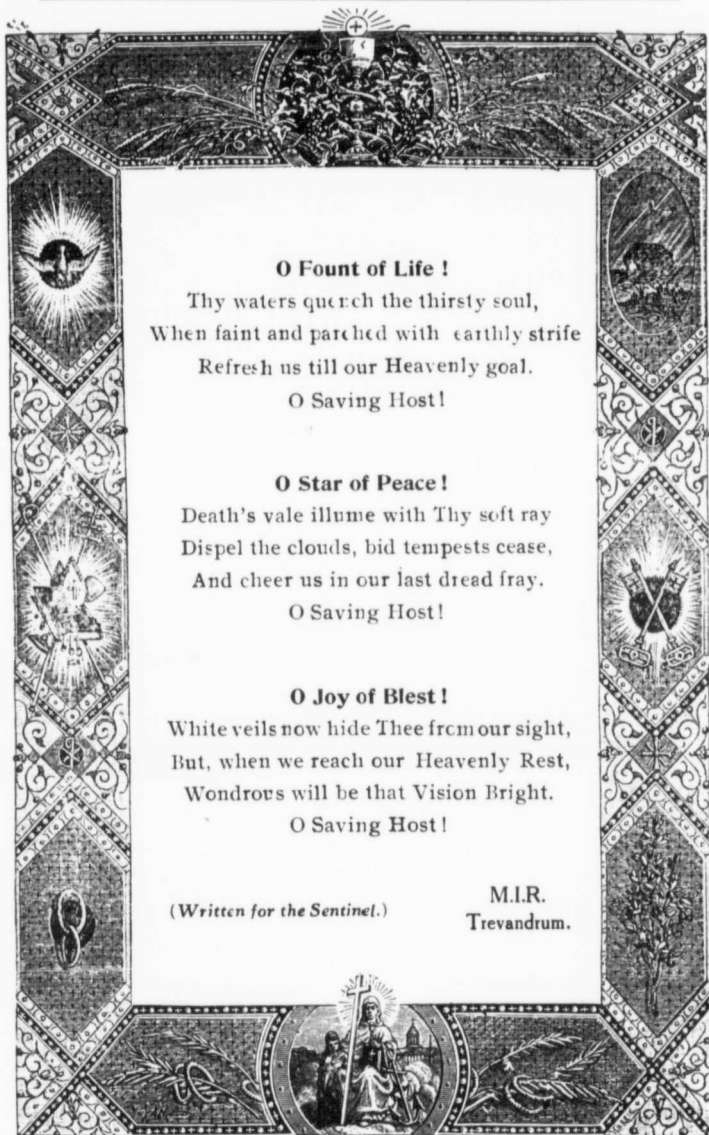 O Fount of Life !
Thy waters quench the thirsty soul,
When faint and parched with earthly strife
Refresh us till our Heavenly goal.
O Saving Host!
O Star of Peace!
Death's vale illume with Thy soft ray
Dispel the clouds, bid tempests cease,
And cheer us in our last dread fray.
O Saving Host!
O Joy of Blest!
White veils now hide Thee from our sight,
But, when we reach our Heavenly Rest,
Wondrous will be that Vision Bright.
O Saving Host!
(Written for the Sentinel.)
M.I.R.
Trevandrum.